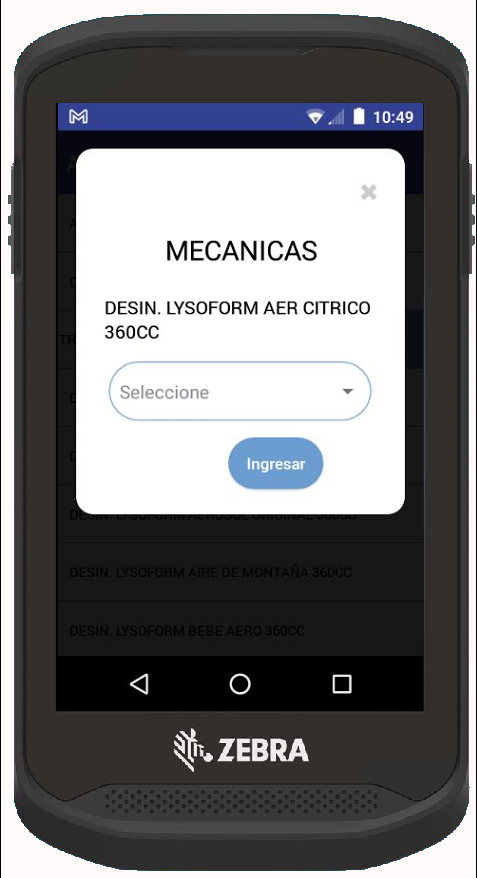 10:49
MECANICAS
DESIN. LYSOFORM AER CITRICO
360CC
Seleccione
Ingresar
DESIN. LYSOFORM AEROSOL ORIGINAL 360CC
DESIN. LYSOFORM AIRE DE MONTAÑA 360CC
DESIN. LYSOFORM BEBE AERO 360CC
ZEBRA